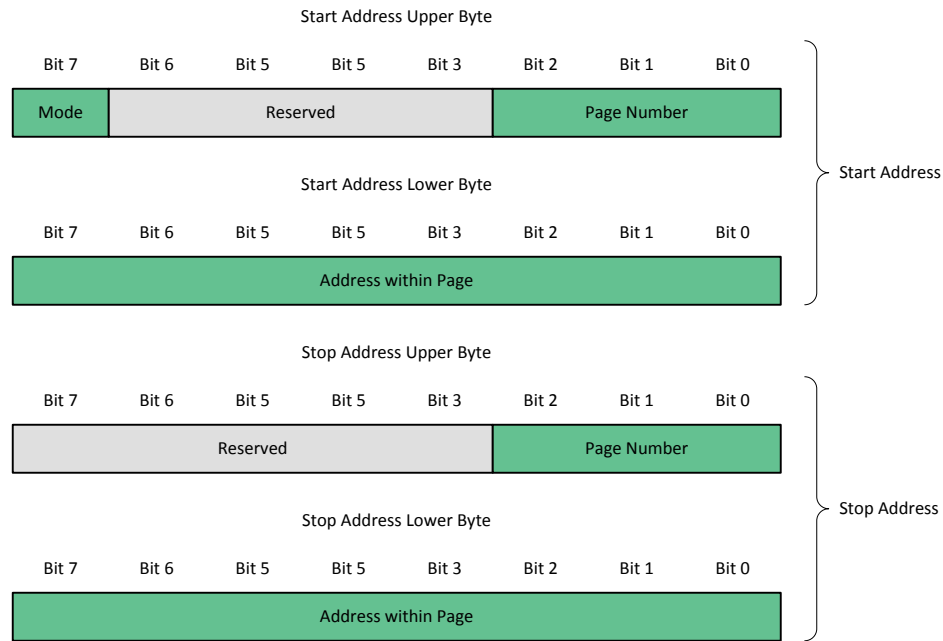 Start Address Upper Byte
Bit 7 Bit 6 Bit 5 Bit 5 Bit 3 Bit 2 Bit 1 Bit 0
Mode Reserved Page Number
Start Address
Start Address Lower Byte
Bit 7 Bit 6 Bit 5 Bit 5 Bit 3 Bit 2 Bit 1 Bit 0
Address within Page
Stop Address Upper Byte
Bit 7 Bit 6 Bit 5 Bit 5 Bit 3 Bit 2 Bit 1 Bit 0
Reserved Page Number
Stop Address
Stop Address Lower Byte
Bit 7 Bit 6 Bit 5 Bit 5 Bit 3 Bit 2 Bit 1 Bit 0
Address within Page